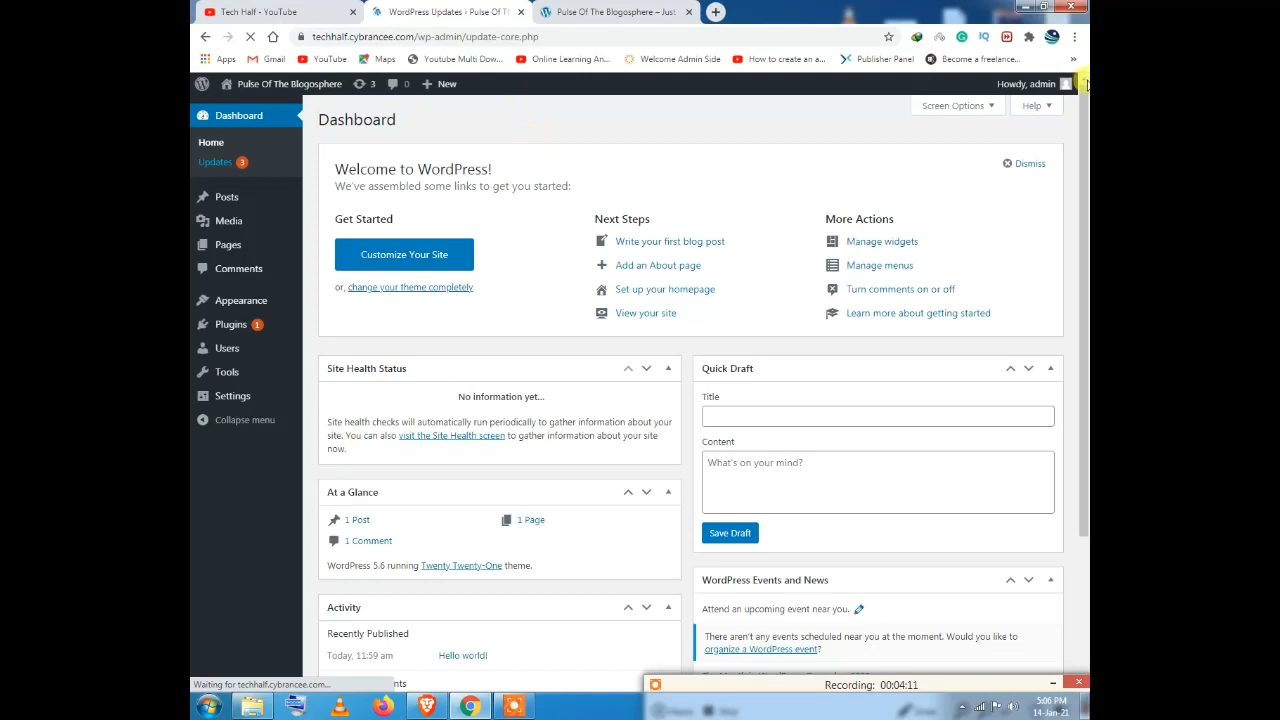 Tech Half - YouTube
WordPress Updates ‹ Pulse Of Th
Pulse Of The Blogosphere – Just
techhalf.cybrancee.com/wp-admin/update-core.php
Apps
Gmail
YouTube
Maps
Youtube Multi Dow...
Online Learning An...
Welcome Admin Side
How to create an a...
Publisher Panel
Become a freelance...
Pulse Of The Blogosphere
3
0
New
Howdy, admin
Dashboard
Home
Updates 3
Posts
Media
Pages
Comments
Appearance
Plugins 1
Users
Tools
Settings
Collapse menu
Screen Options
Help
Dashboard
Welcome to WordPress!
We've assembled some links to get you started:
Dismiss
Get Started
Customize Your Site
or, change your theme completely
Next Steps
Write your first blog post
Add an About page
Set up your homepage
View your site
More Actions
Manage widgets
Manage menus
Turn comments on or off
Learn more about getting started
Site Health Status
No information yet...
Site health checks will automatically run periodically to gather information about your
site. You can also visit the Site Health screen to gather information about your site
now.
At a Glance
1 Post
1 Page
1 Comment
WordPress 5.6 running Twenty Twenty-One theme.
Activity
Recently Published
Today, 11:59 am
Hello world!
Quick Draft
Title
Content
What's on your mind?
Save Draft
WordPress Events and News
Attend an upcoming event near you.
There aren't any events scheduled near you at the moment. Would you like to
organize a WordPress event?
Waiting for techhalf.cybrancee.com...
Recording: 00:04:11
5:06 PM
14-Jan-21